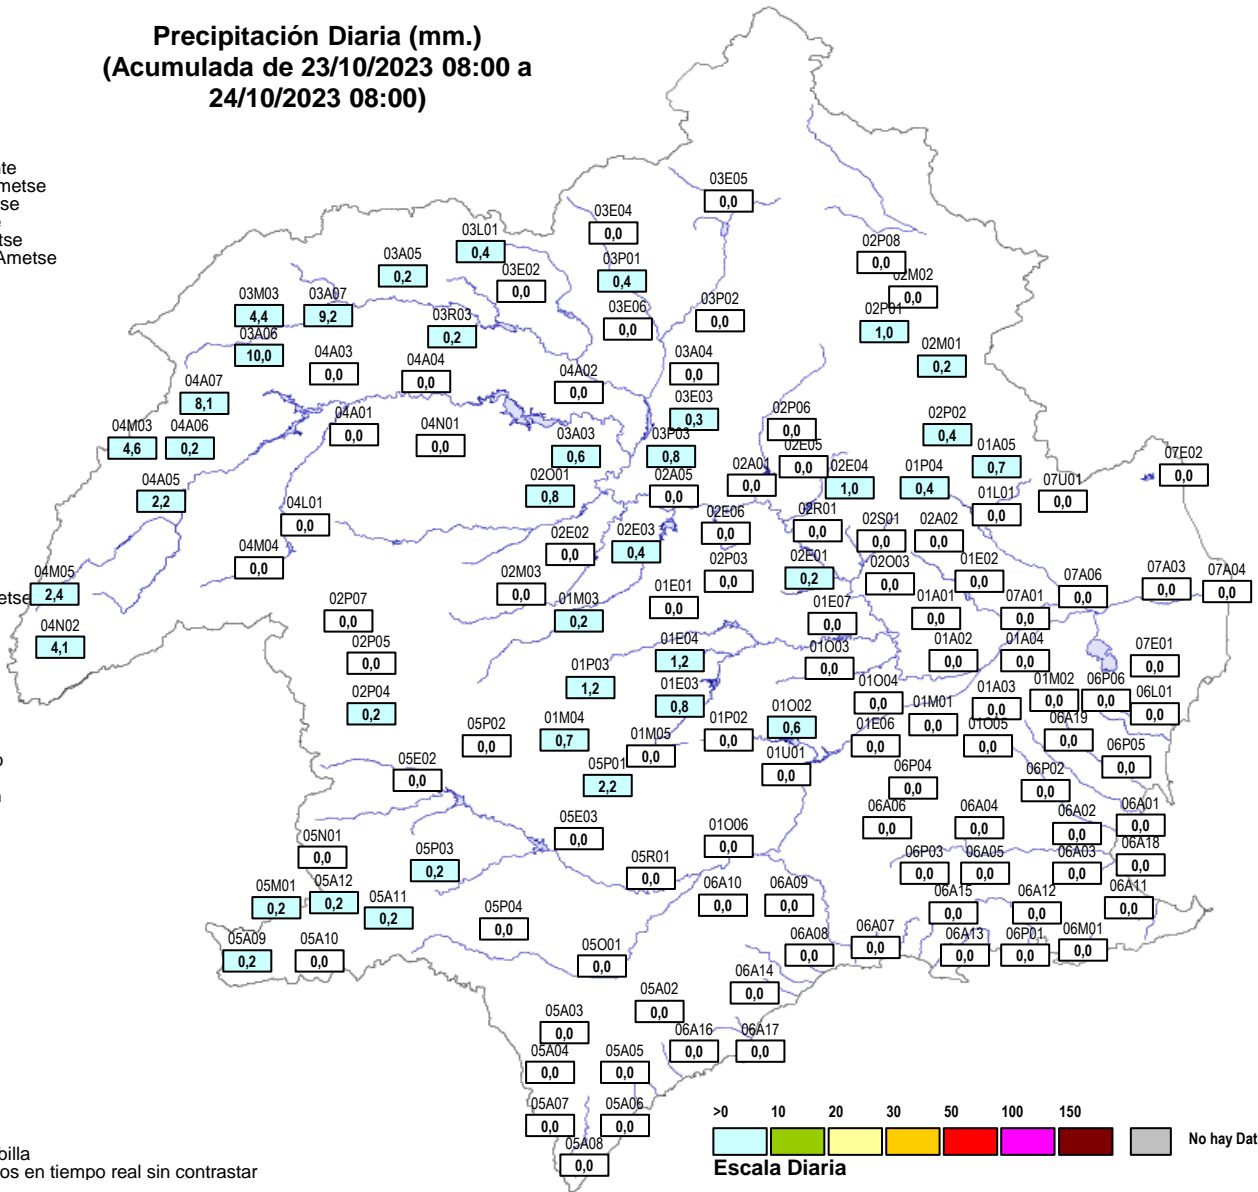 Precipitación Diaria (mm.)
(Acumulada de 23/10/2023 08:00 a
24/10/2023 08:00)
nte
metse
tse
e
tse
Ametse
etse
o
n
billa
os en tiempo real sin contrastar
03E05
0,0
03E04
0,0
03L01
0,4
03A05
0,2
03P01
0,4
03E02
0,0
02P08
0,0
02M02
0,0
03M03
4,4
03A07
9,2
03R03
0,2
03E06
0,0
03P02
0,0
02P01
1,0
03A06
10,0
04A03
0,0
04A04
0,0
04A02
0,0
03A04
0,0
02M01
0,2
04A07
8,1
03E03
0,3
04M03
4,6
04A06
0,2
04A01
0,0
04N01
0,0
03A03
0,6
03P03
0,8
02P06
0,0
02E05
0,0
02P02
0,4
01A05
0,7
07E02
0,0
04A05
2,2
02O01
0,8
02A05
0,0
02A01
0,0
02E04
1,0
01P04
0,4
07U01
0,0
01L01
0,0
04L01
0,0
02E06
0,0
02R01
0,0
02S01
0,0
02A02
0,0
04M04
0,0
02E02
0,0
02E03
0,4
02P03
0,0
02E01
0,2
02O03
0,0
01E02
0,0
04M05
2,4
02M03
0,0
01M03
0,2
01E01
0,0
01E07
0,0
01A01
0,0
07A01
0,0
07A06
0,0
07A03
0,0
07A04
0,0
04N02
4,1
02P07
0,0
02P05
0,0
01E04
1,2
01O03
0,0
01A02
0,0
01A04
0,0
07E01
0,0
02P04
0,2
01P03
1,2
01E03
0,8
01O04
0,0
01A03
0,0
01M02
0,0
06P06
0,0
06L01
0,0
05P02
0,0
01M04
0,7
01M05
0,0
01P02
0,0
01O02
0,6
01E06
0,0
01M01
0,0
01O05
0,0
06A19
0,0
06P05
0,0
05E02
0,0
05P01
2,2
01U01
0,0
06P04
0,0
06P02
0,0
05E03
0,0
01O06
0,0
06A06
0,0
06A04
0,0
06A02
0,0
06A01
0,0
05N01
0,0
05P03
0,2
05R01
0,0
06P03
0,0
06A05
0,0
06A03
0,0
06A18
0,0
05M01
0,2
05A12
0,2
05A11
0,2
05P04
0,0
06A10
0,0
06A09
0,0
06A15
0,0
06A12
0,0
06A11
0,0
05A09
0,2
05A10
0,0
05O01
0,0
06A08
0,0
06A07
0,0
06A13
0,0
06P01
0,0
06M01
0,0
05A03
0,0
05A02
0,0
06A14
0,0
05A04
0,0
05A05
0,0
06A16
0,0
06A17
0,0
05A07
0,0
05A06
0,0
05A08
0,0
>0 10 20 30 50 100 150
No hay Dat
Escala Diaria